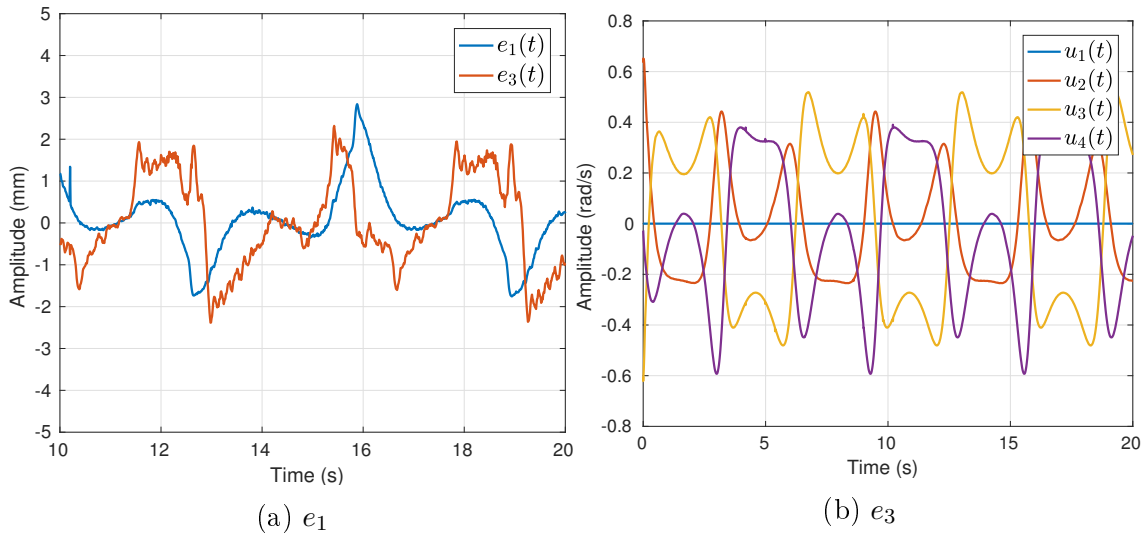 5
4
3
2
1
0
-1
-2
-3
-4
-5
10
12
14
16
18
20
Amplitude (mm)
Time (s)
e₁(t)
e₃(t)
(a) e₁
0.8
0.6
0.4
0.2
0
-0.2
-0.4
-0.6
-0.8
0
5
10
15
20
Amplitude (rad/s)
Time (s)
u₁(t)
u₂(t)
u₃(t)
u₄(t)
(b) e₃